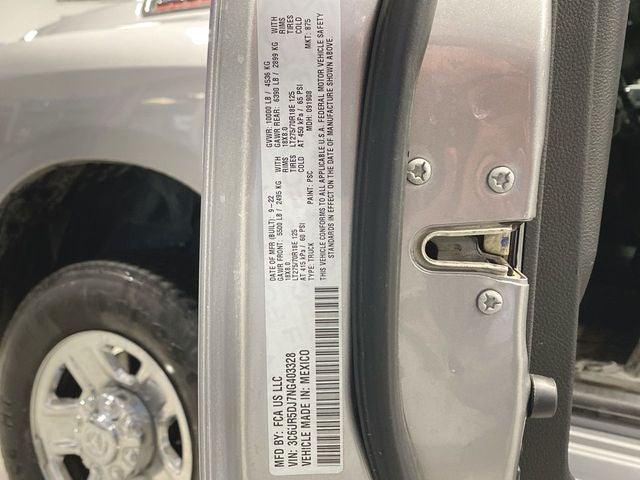 MFD BY: FCA US LLC
VIN: 3C6UR5DJ7NG403328
VEHICLE MADE IN: MEXICO
DATE OF MFR (BUILT): 9-22
GVWR: 10000 LB / 4536 KG
GAWR FRONT: 5500 LB / 2495 KG
WITH
GAWR REAR: 6390 LB / 2899 KG
WITH
18X8.0
RIMS
18X8.0
RIMS
LT275/70R18E 125
TIRES
LT275/70R18E 125
TIRES
AT 415 kPa / 60 PSI
COLD
AT 450 kPa / 65 PSI
COLD
TYPE: TRUCK
PAINT: PSC
MDH: 091908
MKT: 875
THIS VEHICLE CONFORMS TO ALL APPLICABLE U.S.A. FEDERAL MOTOR VEHICLE SAFETY
STANDARDS IN EFFECT ON THE DATE OF MANUFACTURE SHOWN ABOVE.